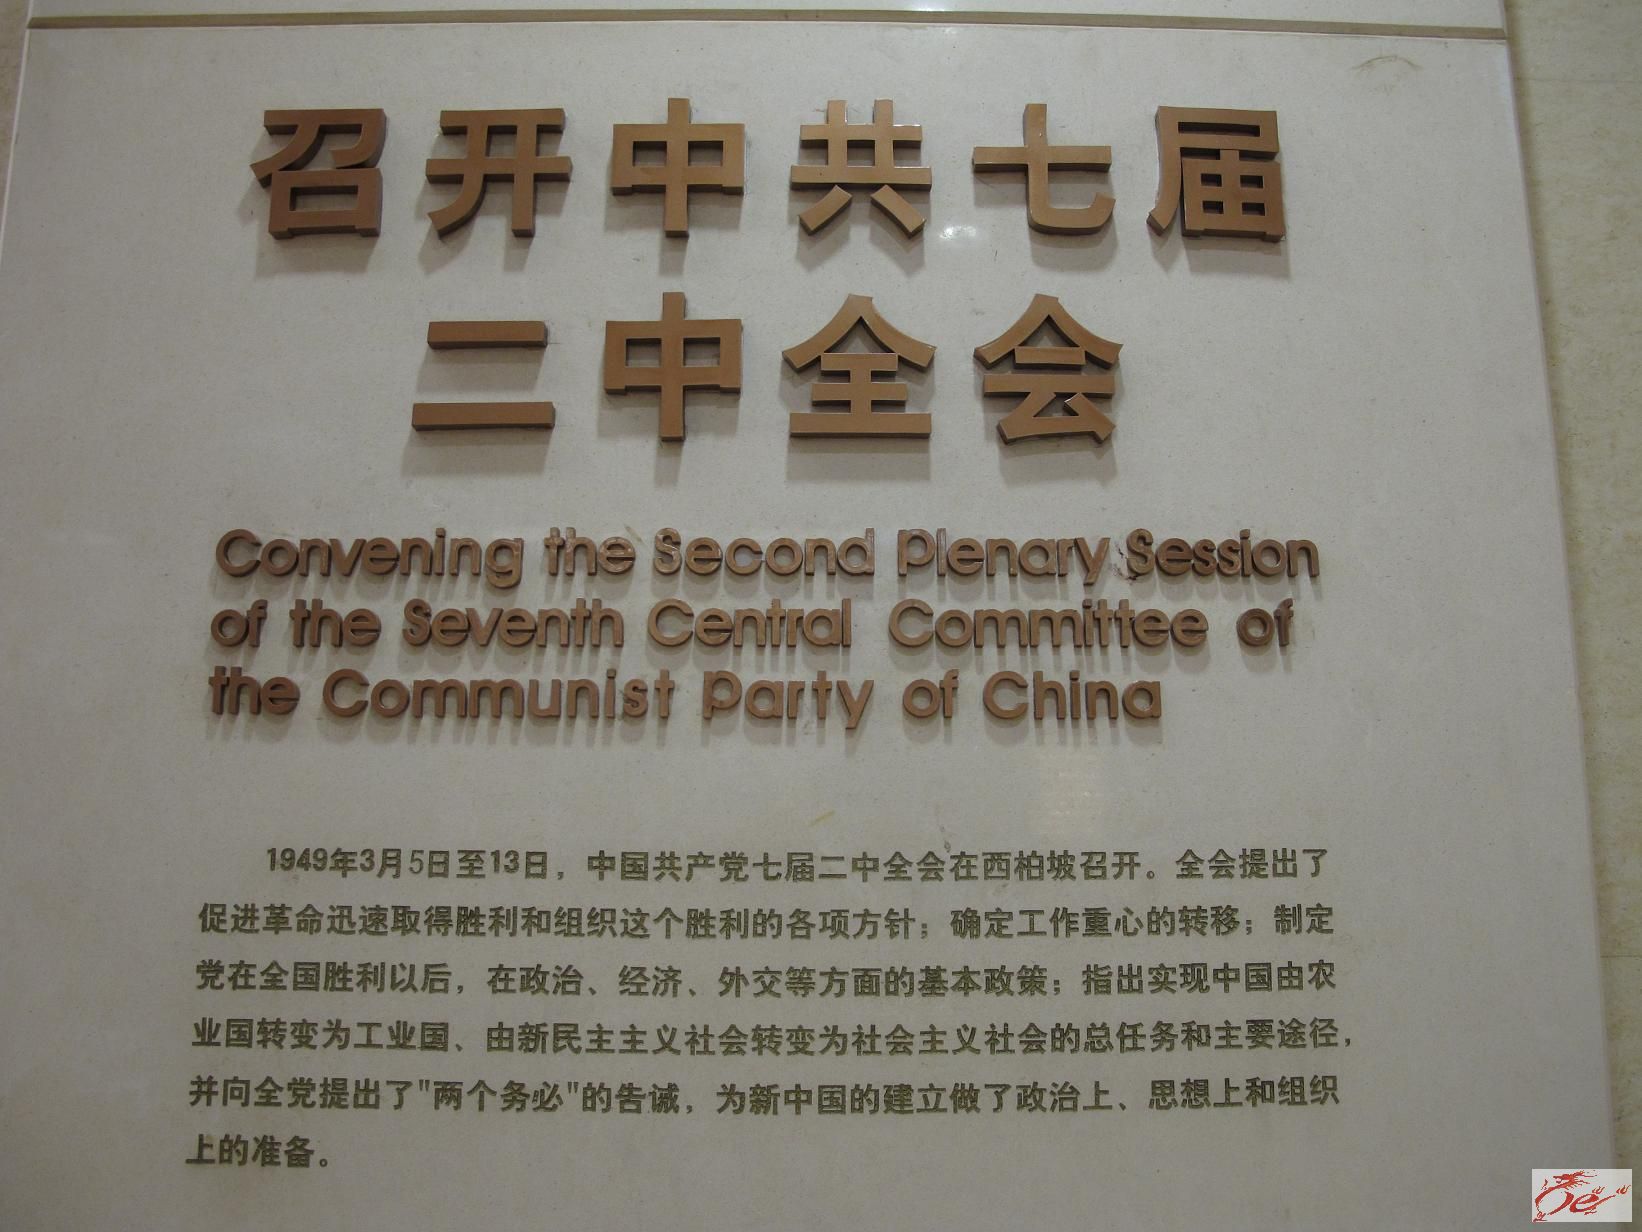 召开中共七届
二中全会
Convening the Second Plenary Session
of the Seventh Central Committee of
the Communist Party of China
1949年3月5日至13日，中国共产党七届二中全会在西柏坡召开。全会提出了
促进革命迅速取得胜利和组织这个胜利的各项方针；确定工作重心的转移；制定
党在全国胜利以后，在政治、经济、外交等方面的基本政策；指出实现中国由农
业国转变为工业国、由新民主主义社会转变为社会主义社会的总任务和主要途径，
并向全党提出了"两个务必"的告诫，为新中国的建立做了政治上、思想上和组织
上的准备。